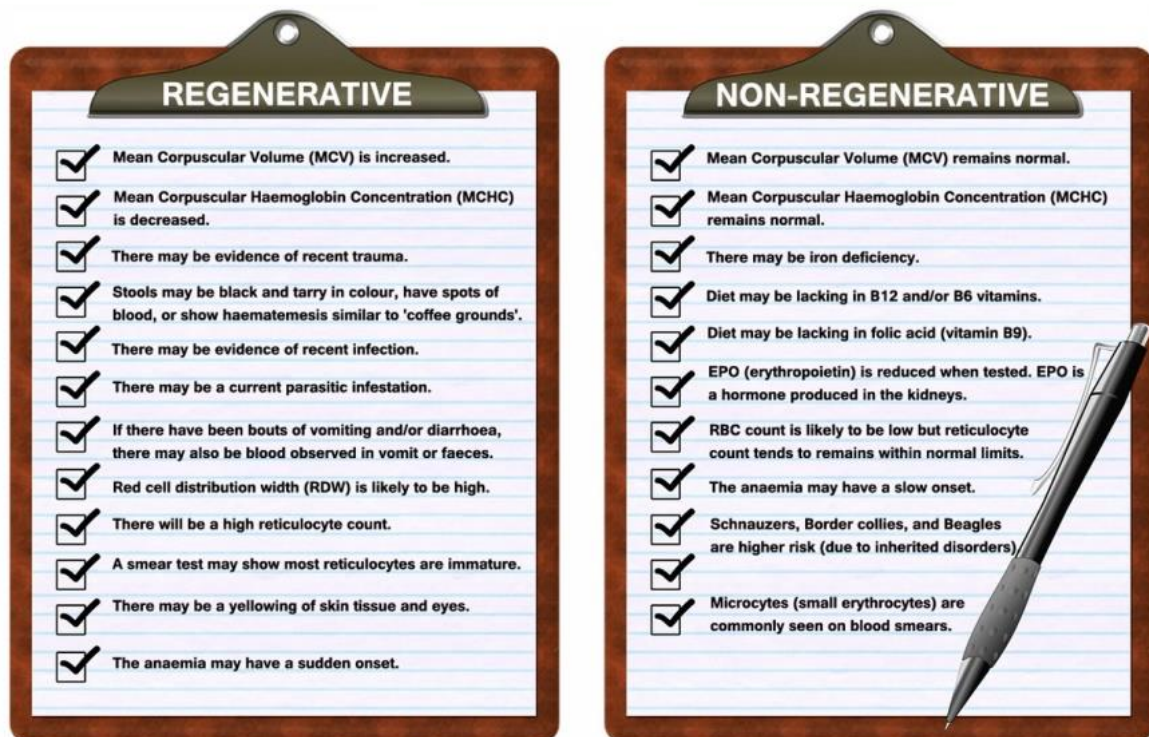 REGENERATIVE
Mean Corpuscular Volume (MCV) is increased.
Mean Corpuscular Haemoglobin Concentration (MCHC)
is decreased.
There may be evidence of recent trauma.
Stools may be black and tarry in colour, have spots of
blood, or show haematemesis similar to 'coffee grounds'.
There may be evidence of recent infection.
There may be a current parasitic infestation.
If there have been bouts of vomiting and/or diarrhoea,
there may also be blood observed in vomit or faeces.
Red cell distribution width (RDW) is likely to be high.
There will be a high reticulocyte count.
A smear test may show most reticulocytes are immature.
There may be a yellowing of skin tissue and eyes.
The anaemia may have a sudden onset.
NON-REGENERATIVE
Mean Corpuscular Volume (MCV) remains normal.
Mean Corpuscular Haemoglobin Concentration (MCHC)
remains normal.
There may be iron deficiency.
Diet may be lacking in B12 and/or B6 vitamins.
Diet may be lacking in folic acid (vitamin B9).
EPO (erythropoietin) is reduced when tested. EPO is
a hormone produced in the kidneys.
RBC count is likely to be low but reticulocyte
count tends to remains within normal limits.
The anaemia may have a slow onset.
Schnauzers, Border collies, and Beagles
are higher risk (due to inherited disorders)
Microcytes (small erythrocytes) are
commonly seen on blood smears.